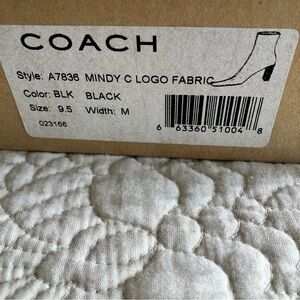 COACH
Style: A7836 MINDY C LOGO FABRIC
Color: BLK BLACK
Size: 9.5 Width: M
023166
6 63360 51004 8